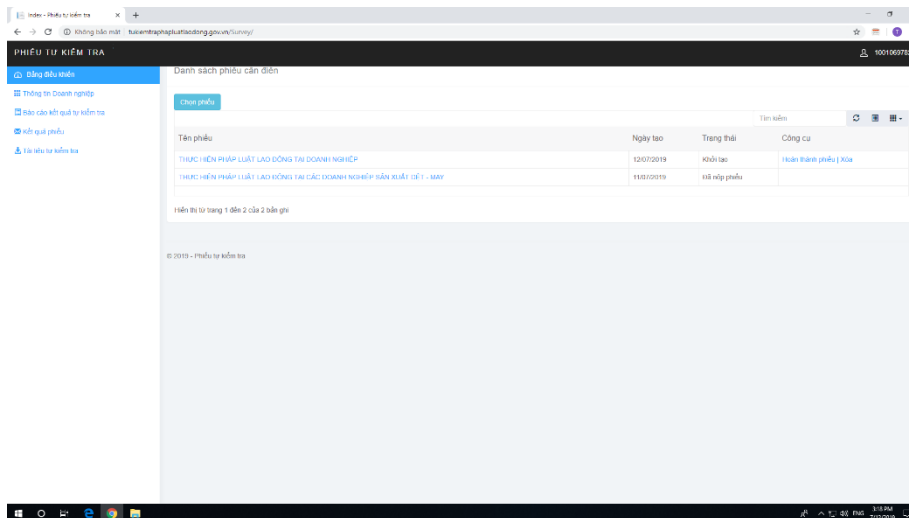 Index - Phiếu tự kiểm tra
Không bảo mật | tukiemtraphapluatlaodong.gov.vn/Survey/
PHIẾU TỰ KIỂM TRA
Bảng điều khiển
Thông tin Doanh nghiệp
Báo cáo kết quả tự kiểm tra
Kết quả phiếu
Tài liệu tự kiểm tra
Danh sách phiếu cần điền
Chọn phiếu
Tìm kiếm
Tên phiếu Ngày tạo Trạng thái Công cụ
THỰC HIỆN PHÁP LUẬT LAO ĐỘNG TẠI DOANH NGHIỆP 12/07/2019 Khởi tạo Hoàn thành phiếu | Xóa
THỰC HIỆN PHÁP LUẬT LAO ĐỘNG TẠI CÁC DOANH NGHIỆP SẢN XUẤT DỆT - MAY 11/07/2019 Đã nộp phiếu
Hiển thị từ trang 1 đến 2 của 2 bản ghi
© 2019 - Phiếu tự kiểm tra
ENG
3:18 PM
7/12/2019